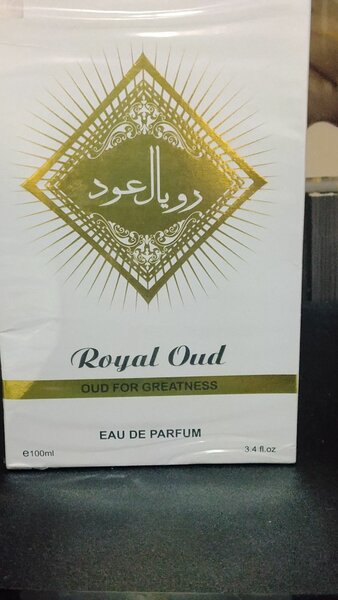 رويال عود
Royal Oud
OUD FOR GREATNESS
EAU DE PARFUM
℮100ml 3.4 fl.oz